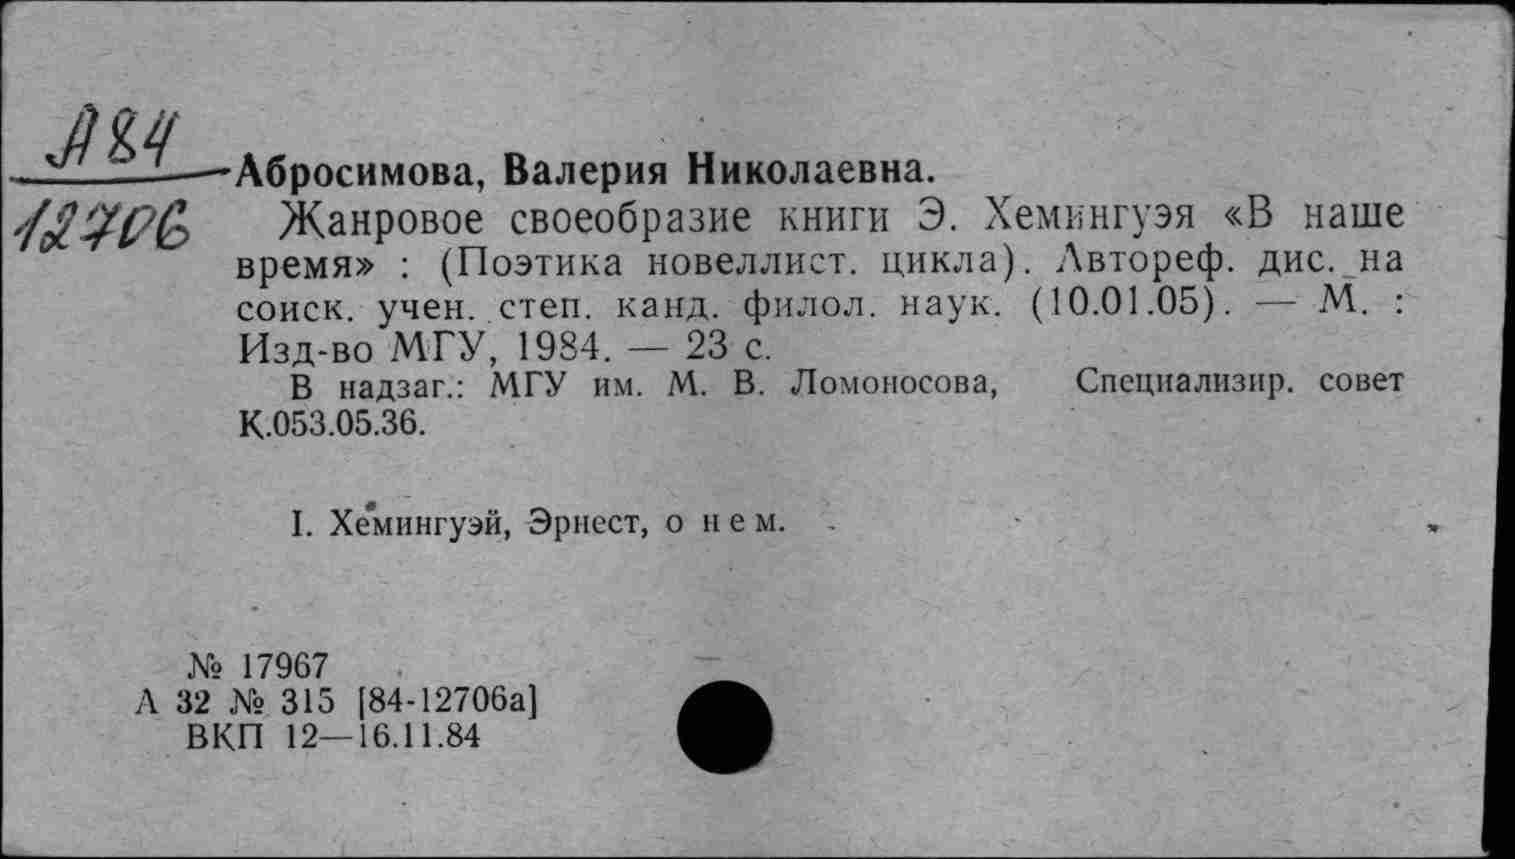 А84
12706
Абросимова, Валерия Николаевна.
Жанровое своеобразие книги Э. Хемингуэя «В наше
время» : (Поэтика новеллист. цикла). Автореф. дис. на
соиск. учен. степ. канд. филол. наук. (10.01.05). — М. :
Изд-во МГУ, 1984. — 23 с.
В надзаг.: МГУ им. М. В. Ломоносова, Специализир. совет
К.053.05.36.
I. Хемингуэй, Эрнест, о нем.
№ 17967
А 32 № 315 [84-12706а]
ВКП 12—16.11.84